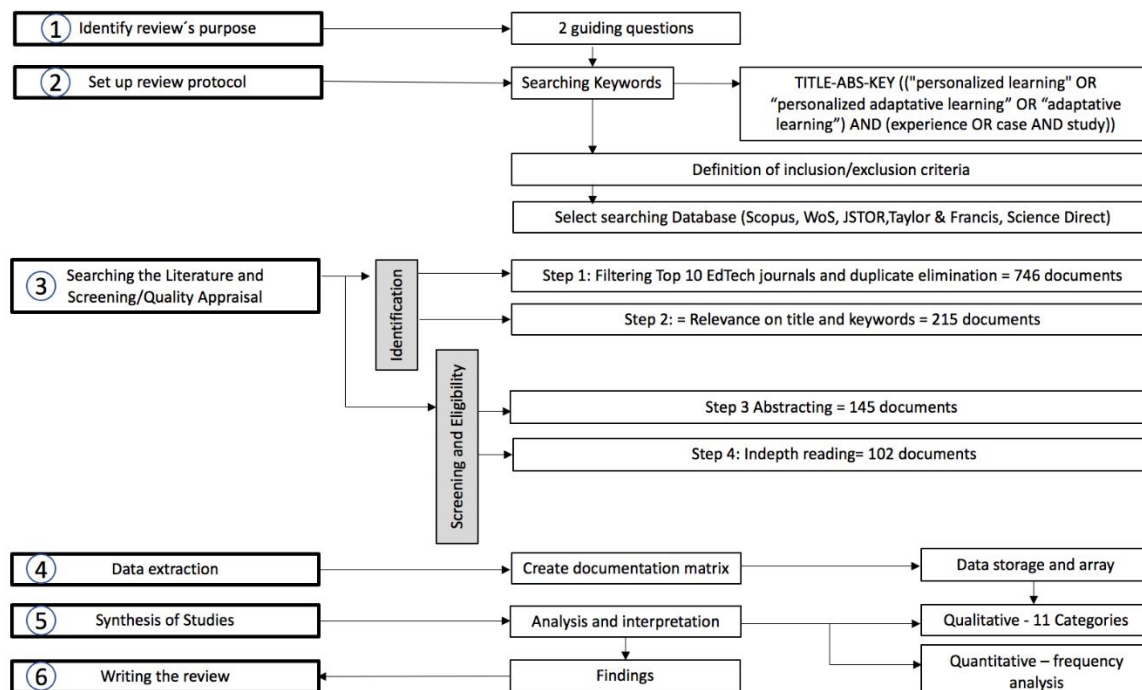 1 Identify review´s purpose
2 guiding questions
2 Set up review protocol
Searching Keywords
TITLE-ABS-KEY (("personalized learning" OR
“personalized adaptative learning” OR “adaptative
learning”) AND (experience OR case AND study))
Definition of inclusion/exclusion criteria
Select searching Database (Scopus, WoS, JSTOR,Taylor & Francis, Science Direct)
3 Searching the Literature and
Screening/Quality Appraisal
Identification
Step 1: Filtering Top 10 EdTech journals and duplicate elimination = 746 documents
Step 2: = Relevance on title and keywords = 215 documents
Screening and Eligibility
Step 3 Abstracting = 145 documents
Step 4: Indepth reading= 102 documents
4 Data extraction
Create documentation matrix
Data storage and array
5 Synthesis of Studies
Analysis and interpretation
Qualitative - 11 Categories
Quantitative – frequency
analysis
6 Writing the review
Findings